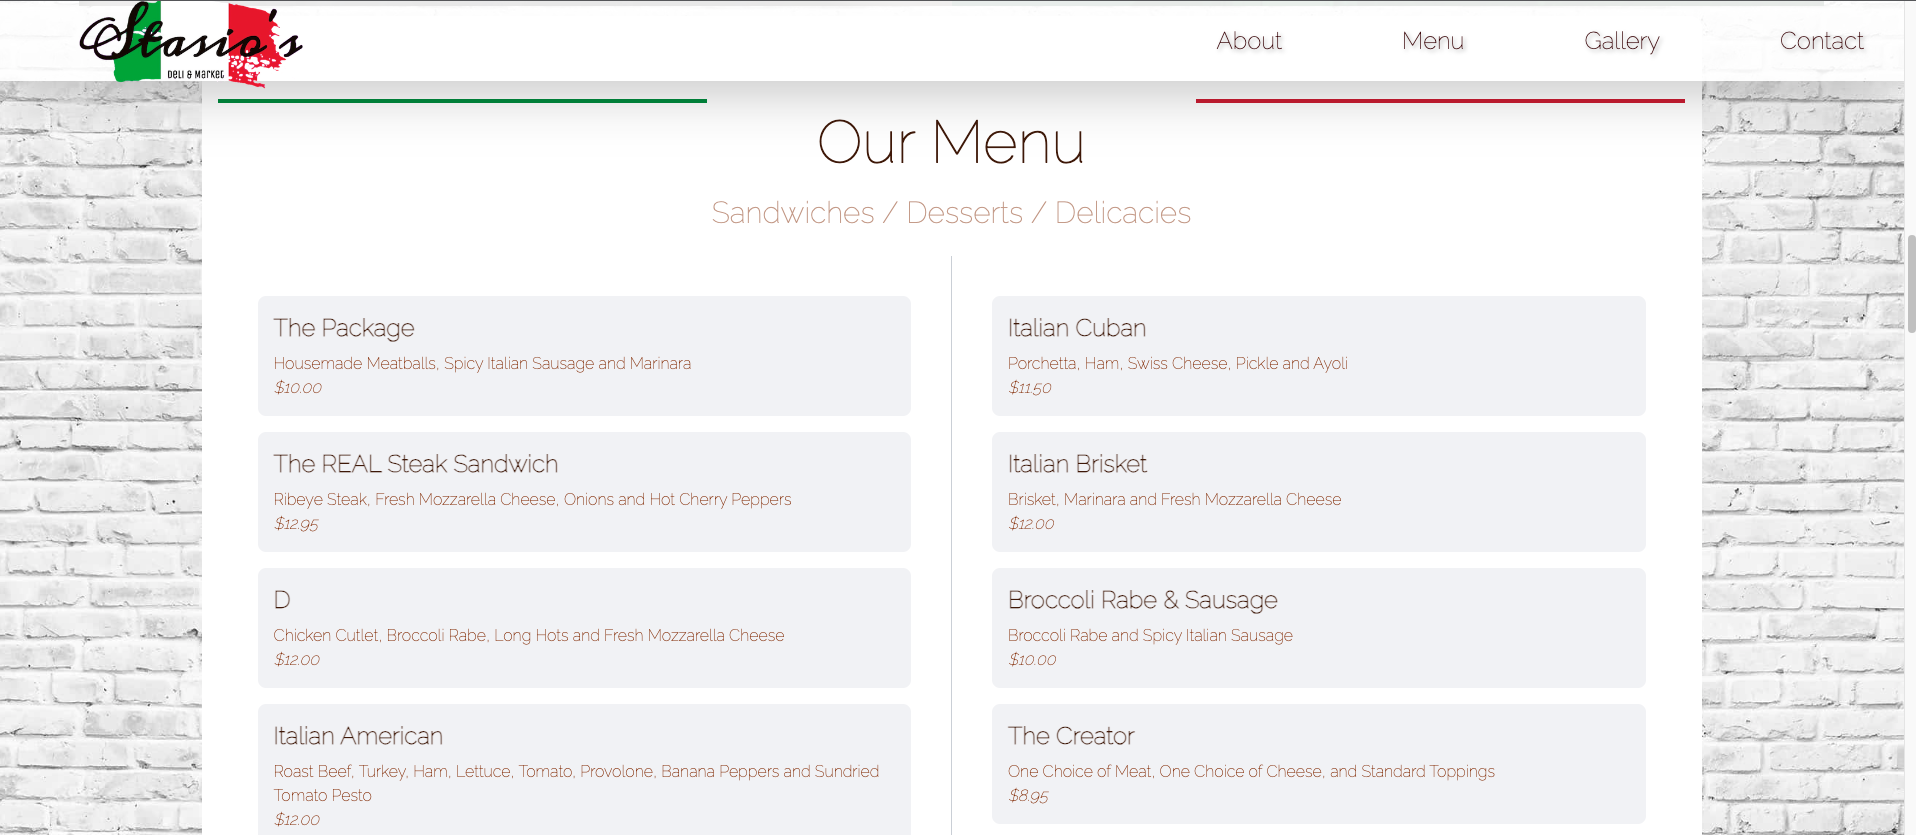 Stasio's
DELI & MARKET
About
Menu
Gallery
Contact
Our Menu
Sandwiches / Desserts / Delicacies
The Package
Housemade Meatballs, Spicy Italian Sausage and Marinara
$10.00
The REAL Steak Sandwich
Ribeye Steak, Fresh Mozzarella Cheese, Onions and Hot Cherry Peppers
$12.95
D
Chicken Cutlet, Broccoli Rabe, Long Hots and Fresh Mozzarella Cheese
$12.00
Italian American
Roast Beef, Turkey, Ham, Lettuce, Tomato, Provolone, Banana Peppers and Sundried
Tomato Pesto
$12.00
Italian Cuban
Porchetta, Ham, Swiss Cheese, Pickle and Ayoli
$11.50
Italian Brisket
Brisket, Marinara and Fresh Mozzarella Cheese
$12.00
Broccoli Rabe & Sausage
Broccoli Rabe and Spicy Italian Sausage
$10.00
The Creator
One Choice of Meat, One Choice of Cheese, and Standard Toppings
$8.95